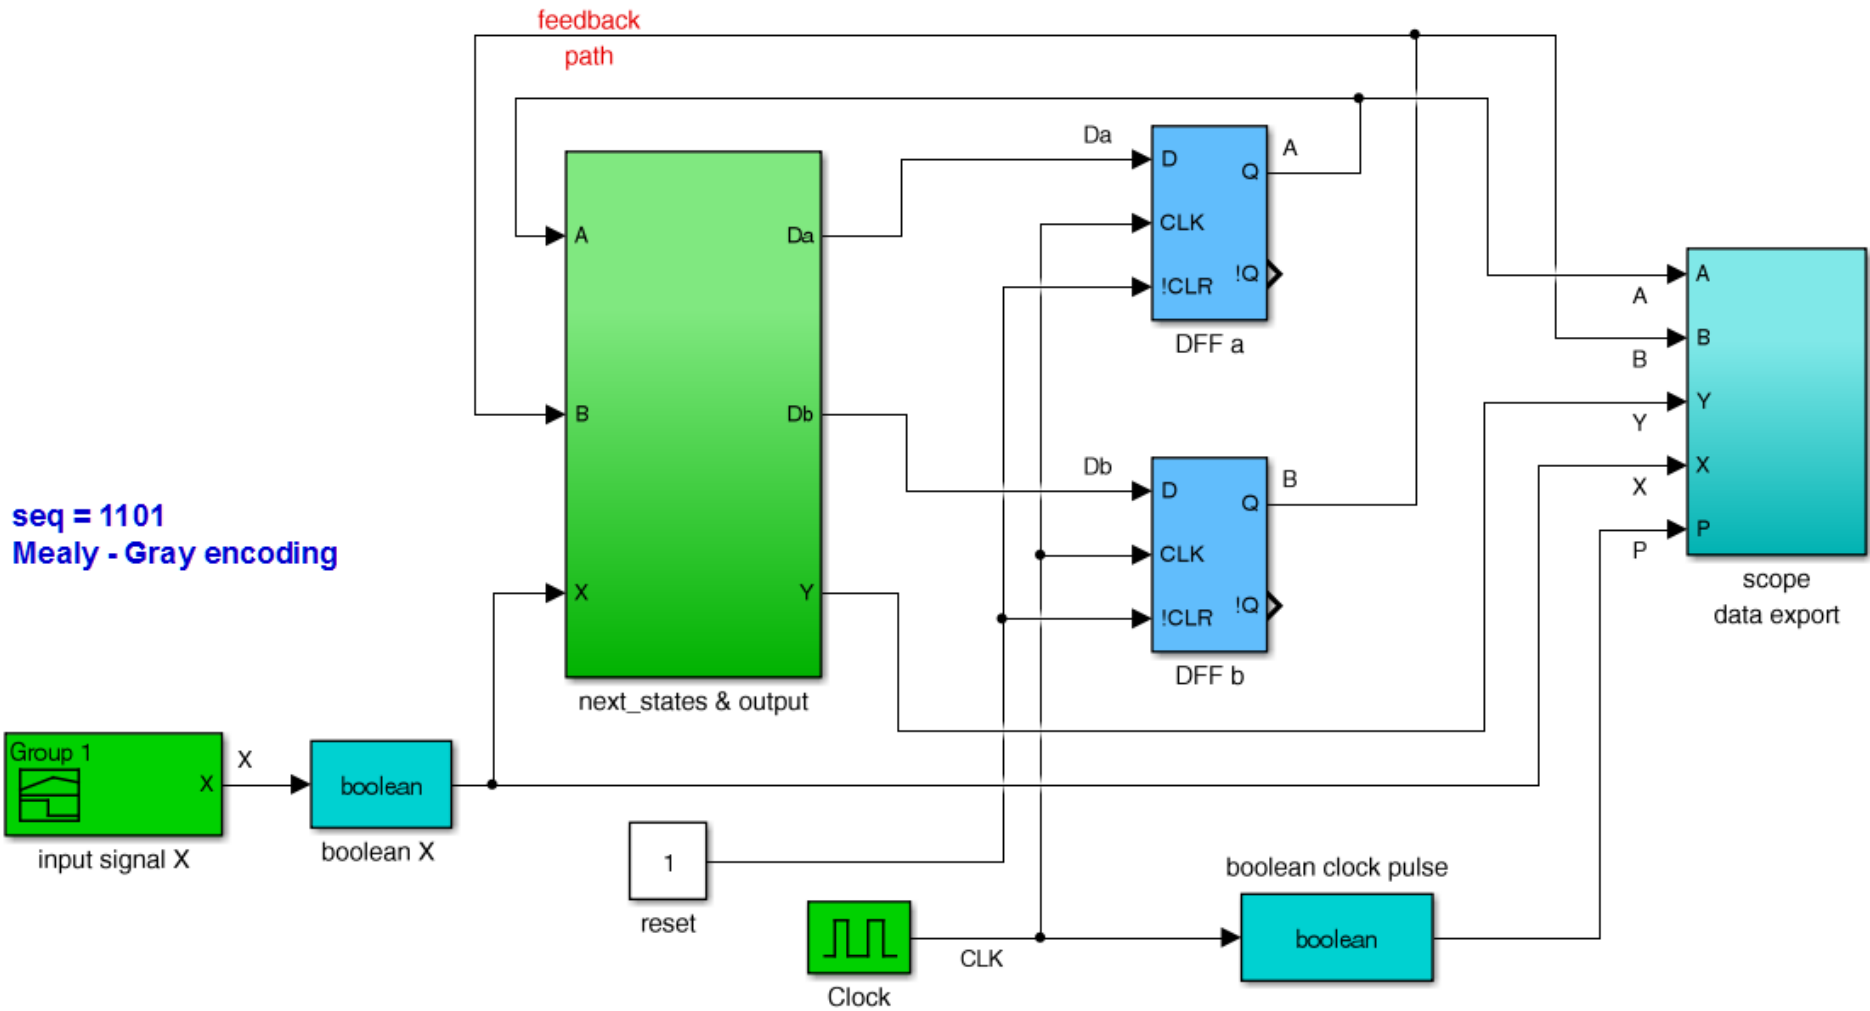 feedback
path
Da
D
Q
A
CLK
!Q
!CLR
DFF a
A
B
X
Da
Db
Y
next_states & output
Db
D
Q
B
CLK
!Q
!CLR
DFF b
A
B
Y
X
P
A
B
Y
X
P
scope
data export
seq = 1101
Mealy - Gray encoding
Group 1
X
input signal X
X
boolean
boolean X
1
reset
Clock
CLK
boolean clock pulse
boolean